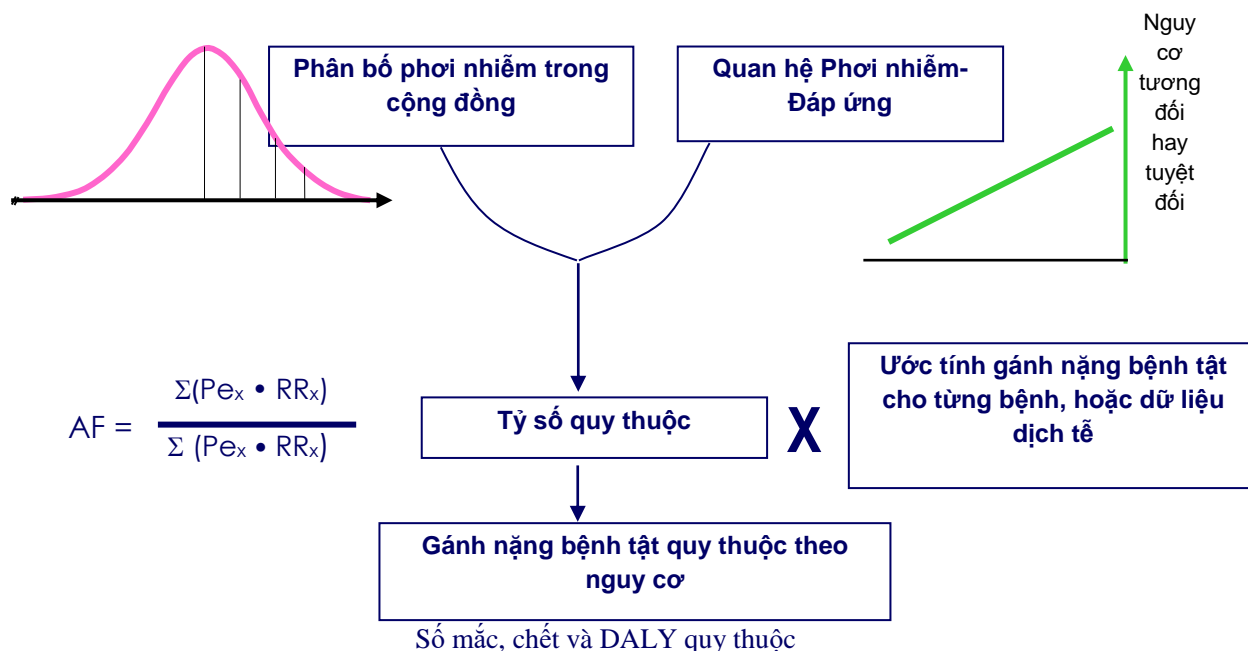 Phân bố phơi nhiễm trong
cộng đồng
Quan hệ Phơi nhiễm-
Đáp ứng
Nguy
cơ
tương
đối
hay
tuyệt
đối
AF =
Σ(Peₓ • RRₓ)
Σ (Peₓ • RRₓ)
Tỷ số quy thuộc
X
Ước tính gánh nặng bệnh tật
cho từng bệnh, hoặc dữ liệu
dịch tễ
Gánh nặng bệnh tật quy thuộc theo
nguy cơ
Số mắc, chết và DALY quy thuộc